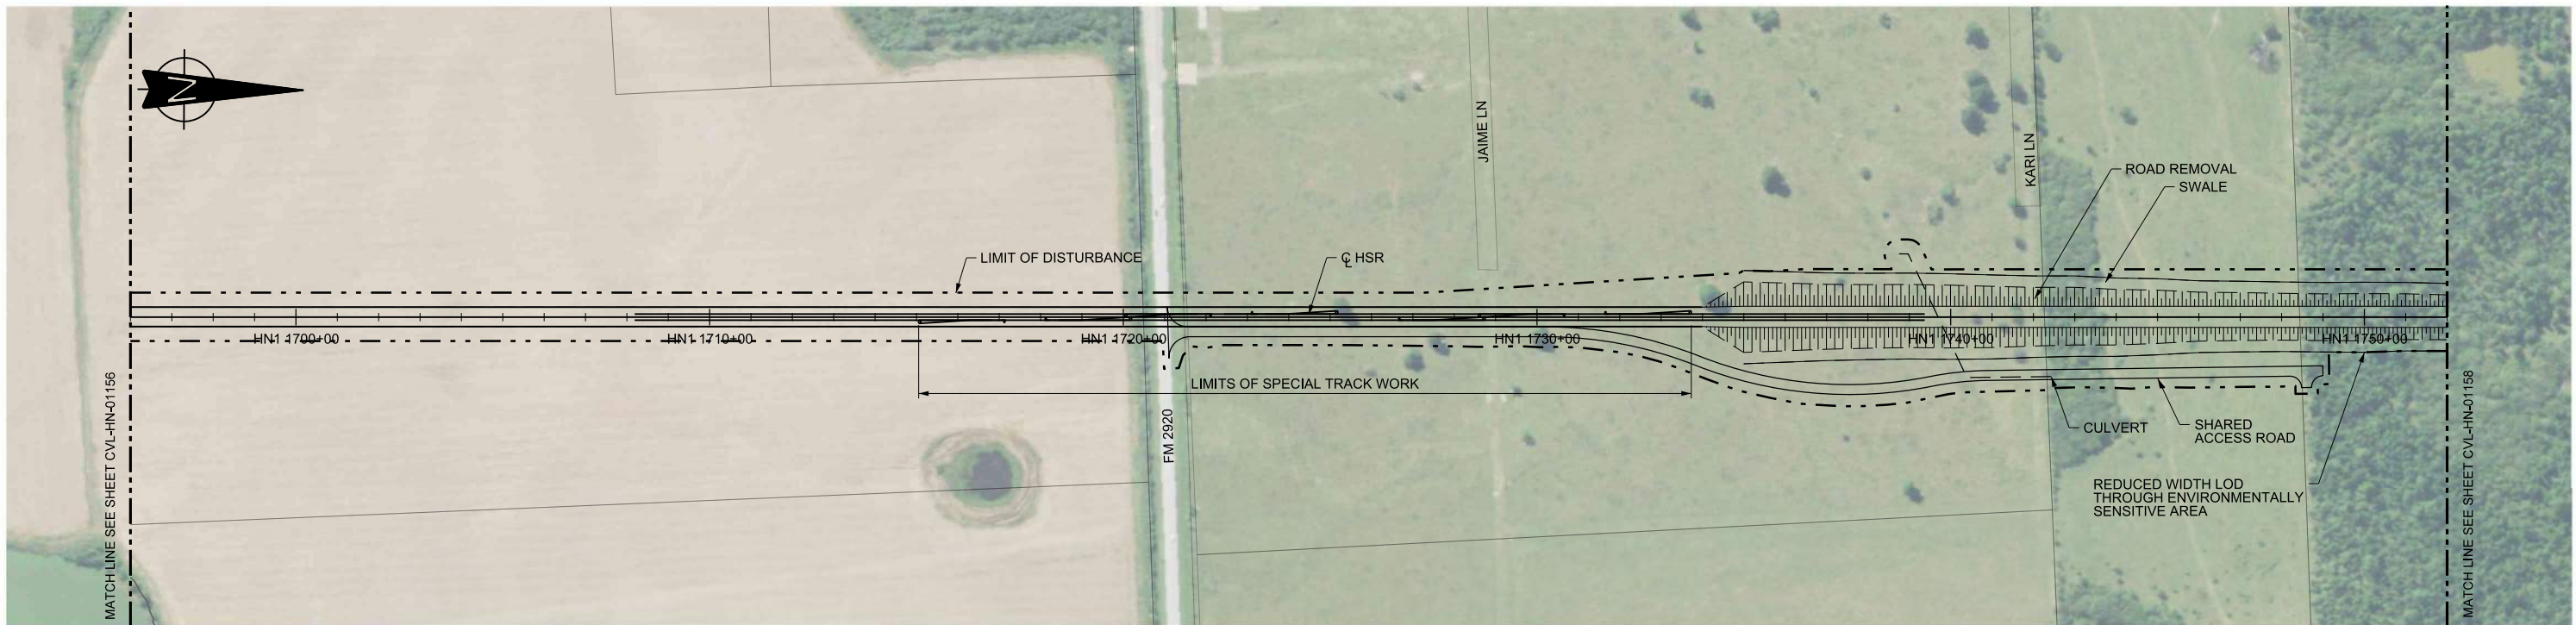 N
JAIME LN
KARI LN
ROAD REMOVAL
SWALE
LIMIT OF DISTURBANCE
℄ HSR
HN1 1700+00
HN1 1710+00
HN1 1720+00
HN1 1730+00
HN1 1740+00
HN1 1750+00
LIMITS OF SPECIAL TRACK WORK
FM 2920
CULVERT
SHARED
ACCESS ROAD
REDUCED WIDTH LOD
THROUGH ENVIRONMENTALLY
SENSITIVE AREA
MATCH LINE SEE SHEET CVL-HN-01156
MATCH LINE SEE SHEET CVL-HN-01158